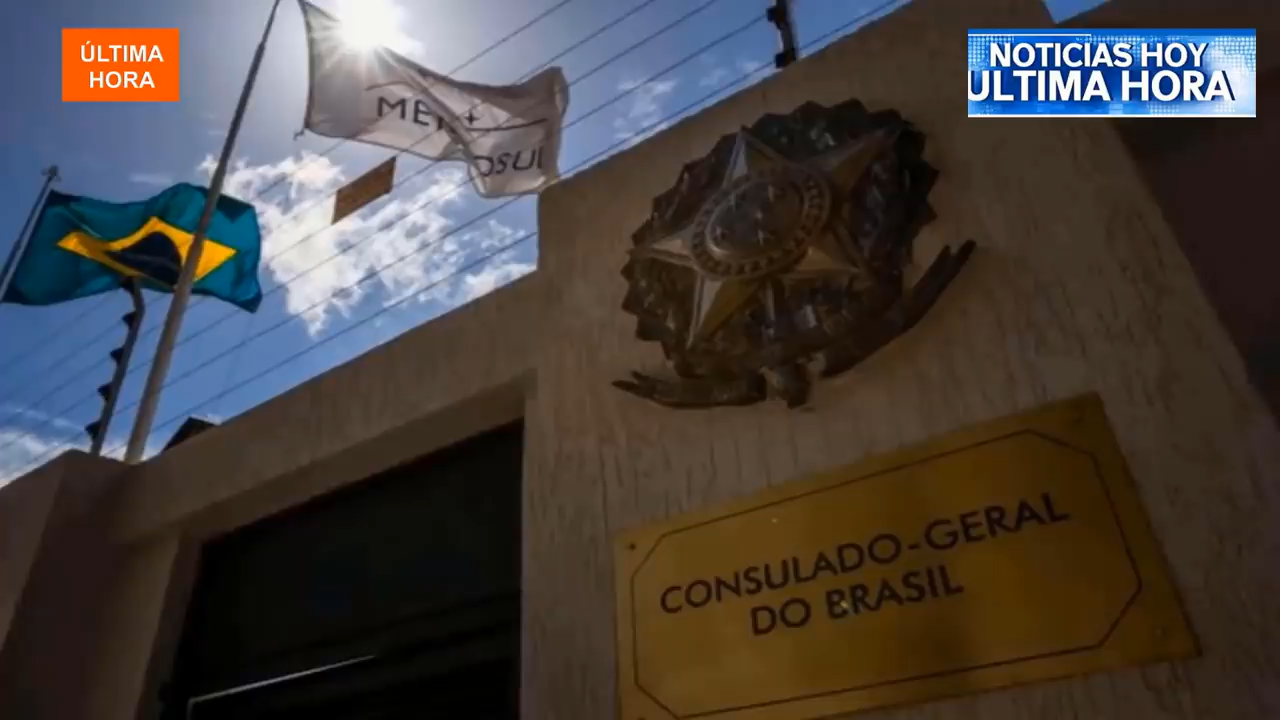 ÚLTIMA
HORA
NOTICIAS HOY
ULTIMA HORA
CONSULADO-GERAL
DO BRASIL